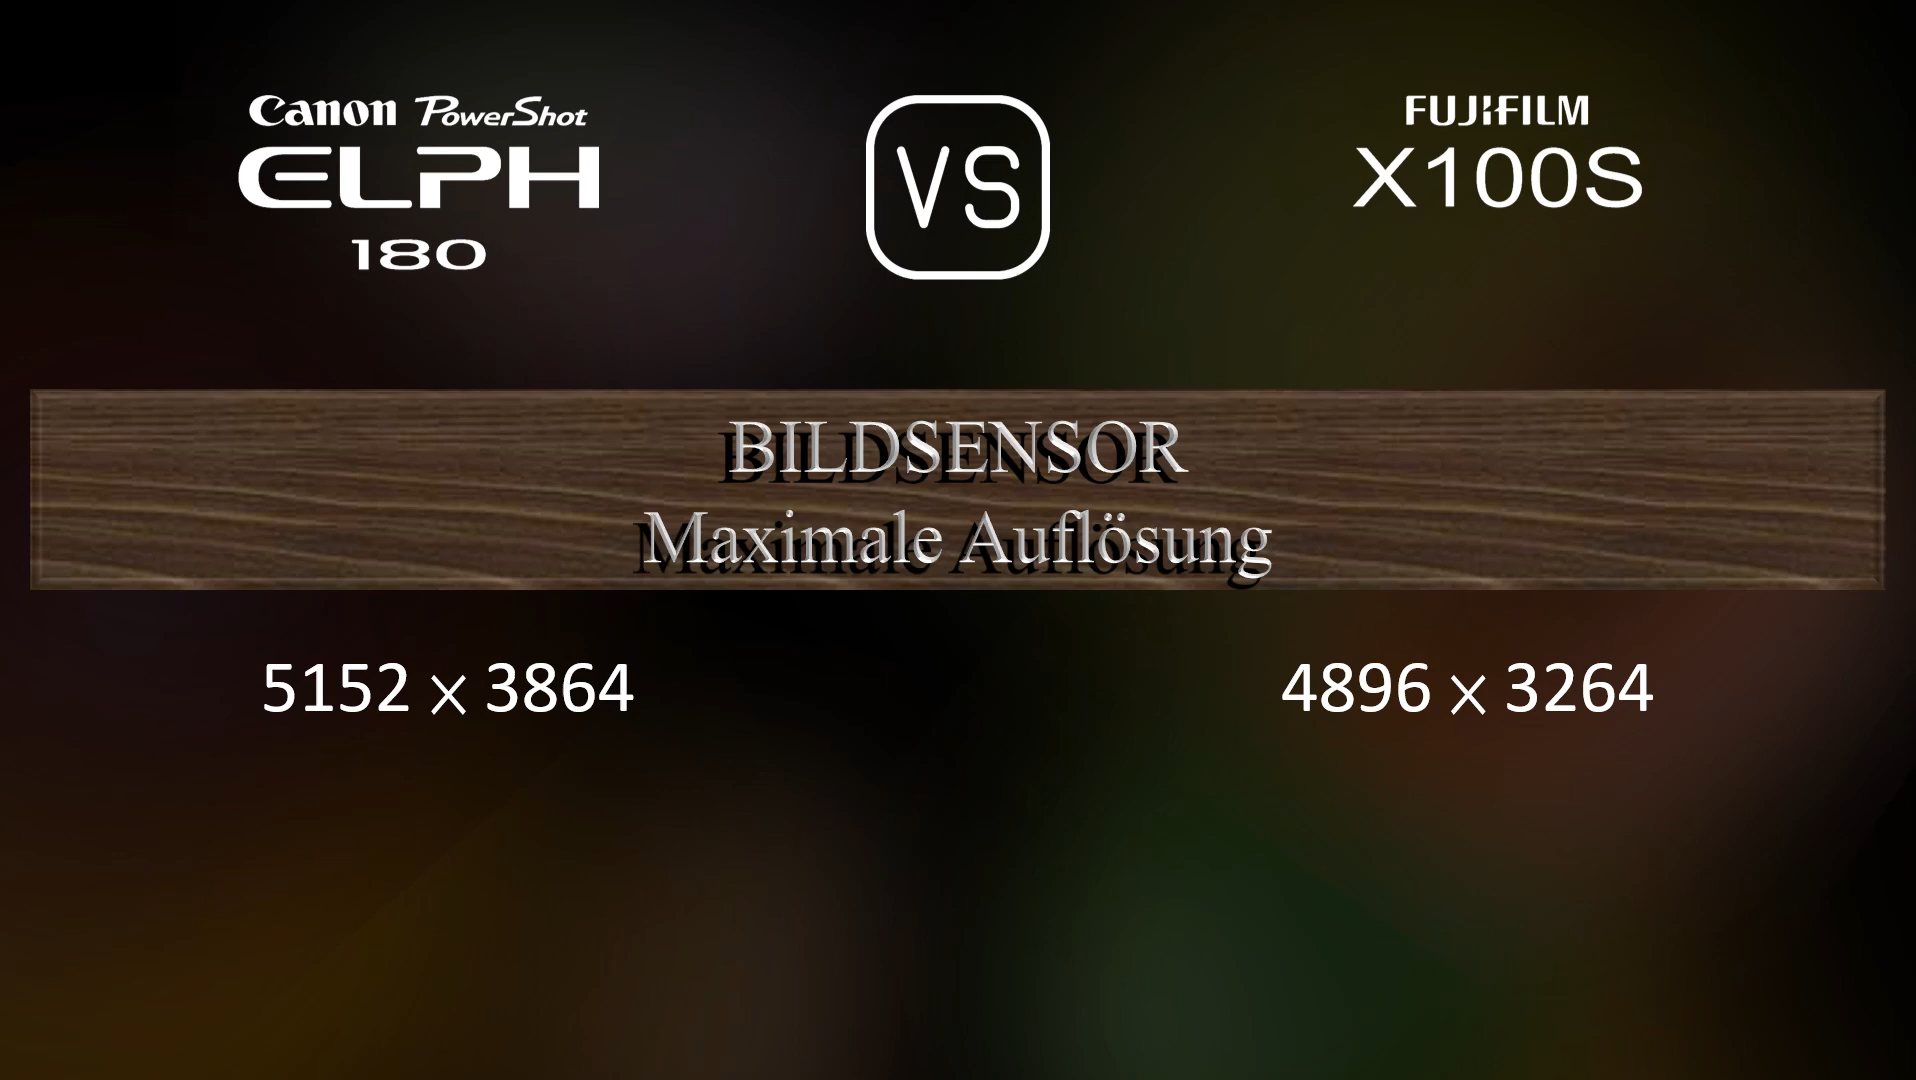 Canon PowerShot
ELPH
180
VS
FUJIFILM
X100S
BILDSENSOR
Maximale Auflösung
5152 x 3864
4896 x 3264